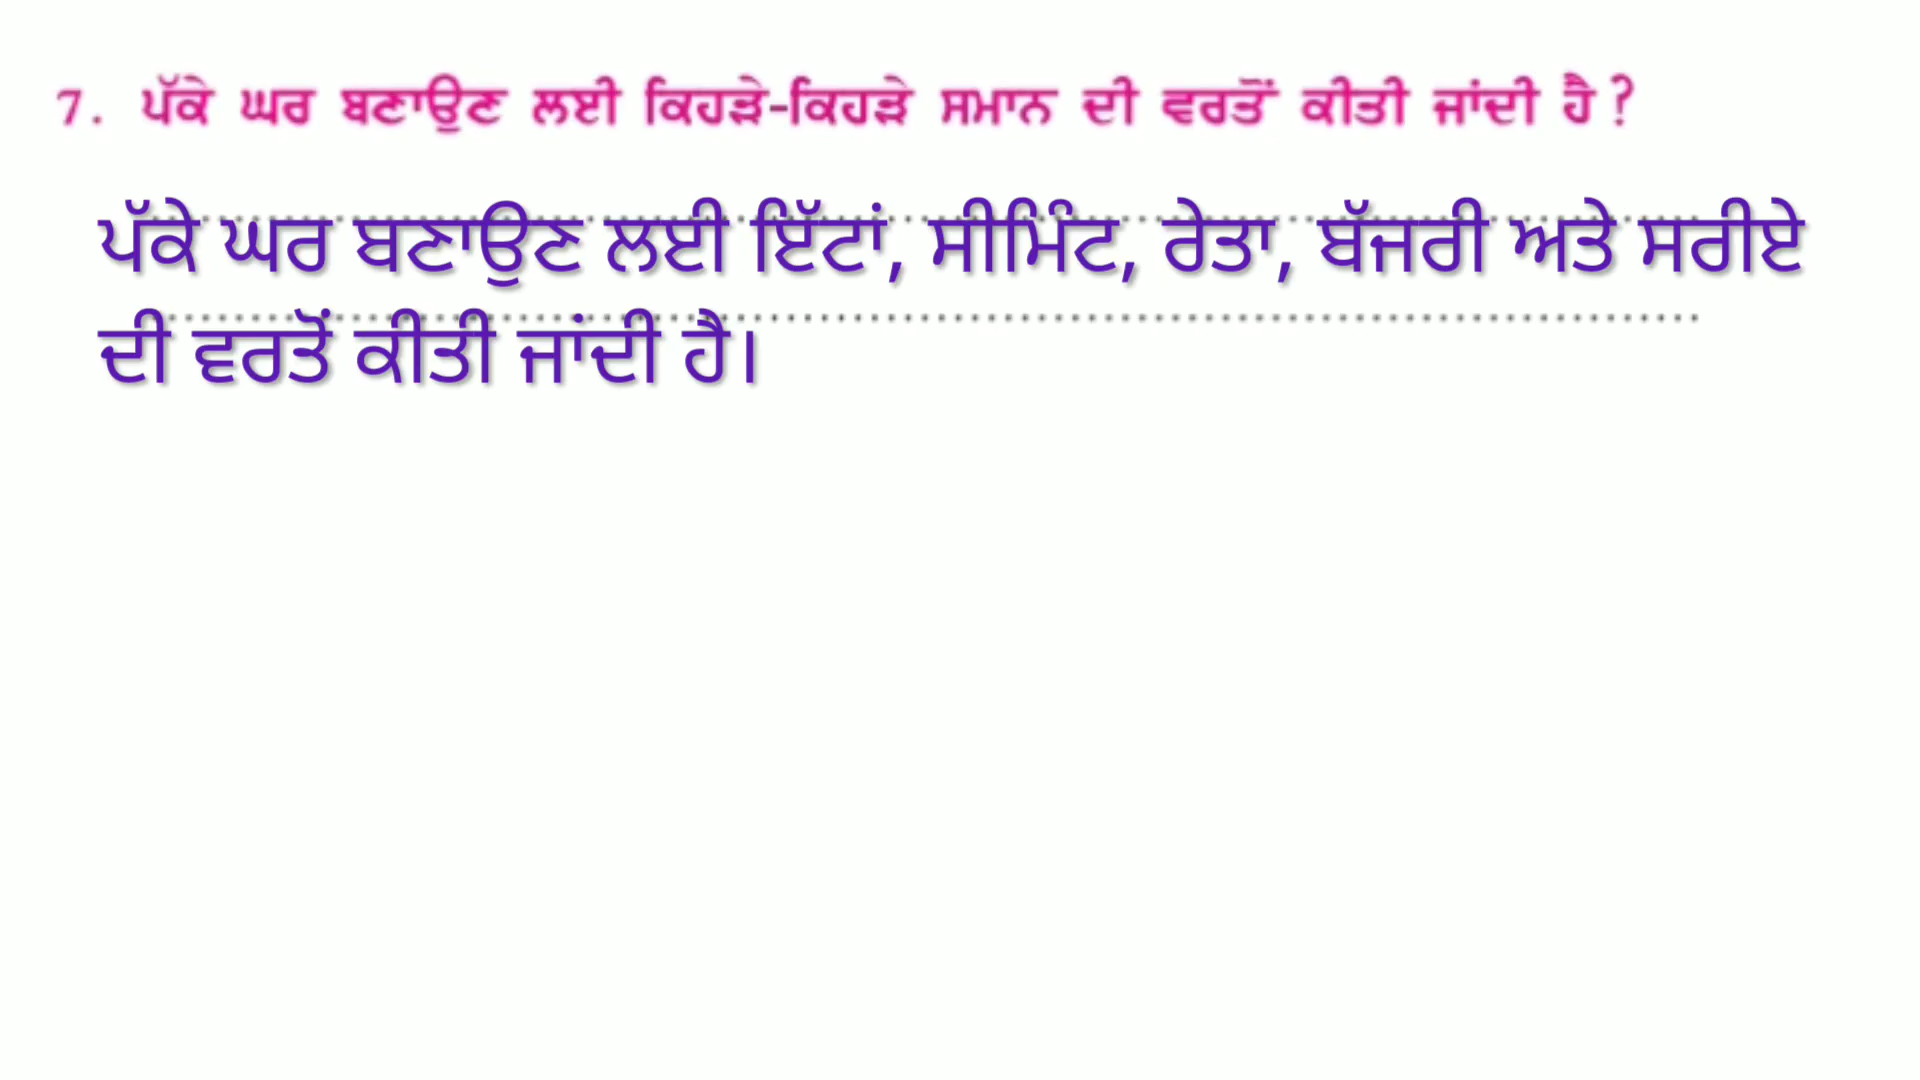 7. ਪੱਕੇ ਘਰ ਬਣਾਉਣ ਲਈ ਕਿਹੜੇ-ਕਿਹੜੇ ਸਮਾਨ ਦੀ ਵਰਤੋਂ ਕੀਤੀ ਜਾਂਦੀ ਹੈ ?
ਪੱਕੇ ਘਰ ਬਣਾਉਣ ਲਈ ਇੱਟਾਂ, ਸੀਮਿੰਟ, ਰੇਤਾ, ਬੱਜਰੀ ਅਤੇ ਸਰੀਏ
ਦੀ ਵਰਤੋਂ ਕੀਤੀ ਜਾਂਦੀ ਹੈ।